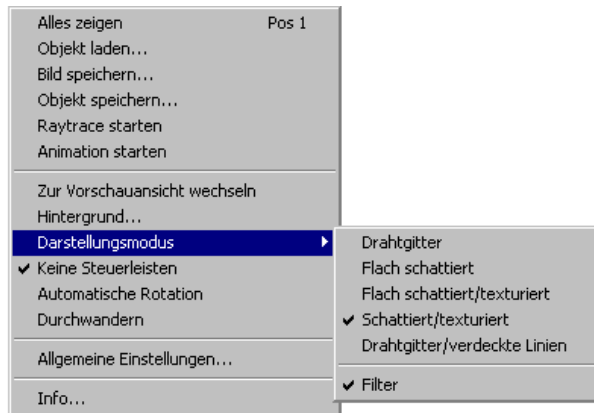 Alles zeigen Pos 1
Objekt laden...
Bild speichern...
Objekt speichern...
Raytrace starten
Animation starten
Zur Vorschauansicht wechseln
Hintergrund...
Darstellungsmodus
Keine Steuerleisten
Automatische Rotation
Durchwandern
Allgemeine Einstellungen...
Info...
Drahtgitter
Flach schattiert
Flach schattiert/texturiert
Schattiert/texturiert
Drahtgitter/verdeckte Linien
Filter